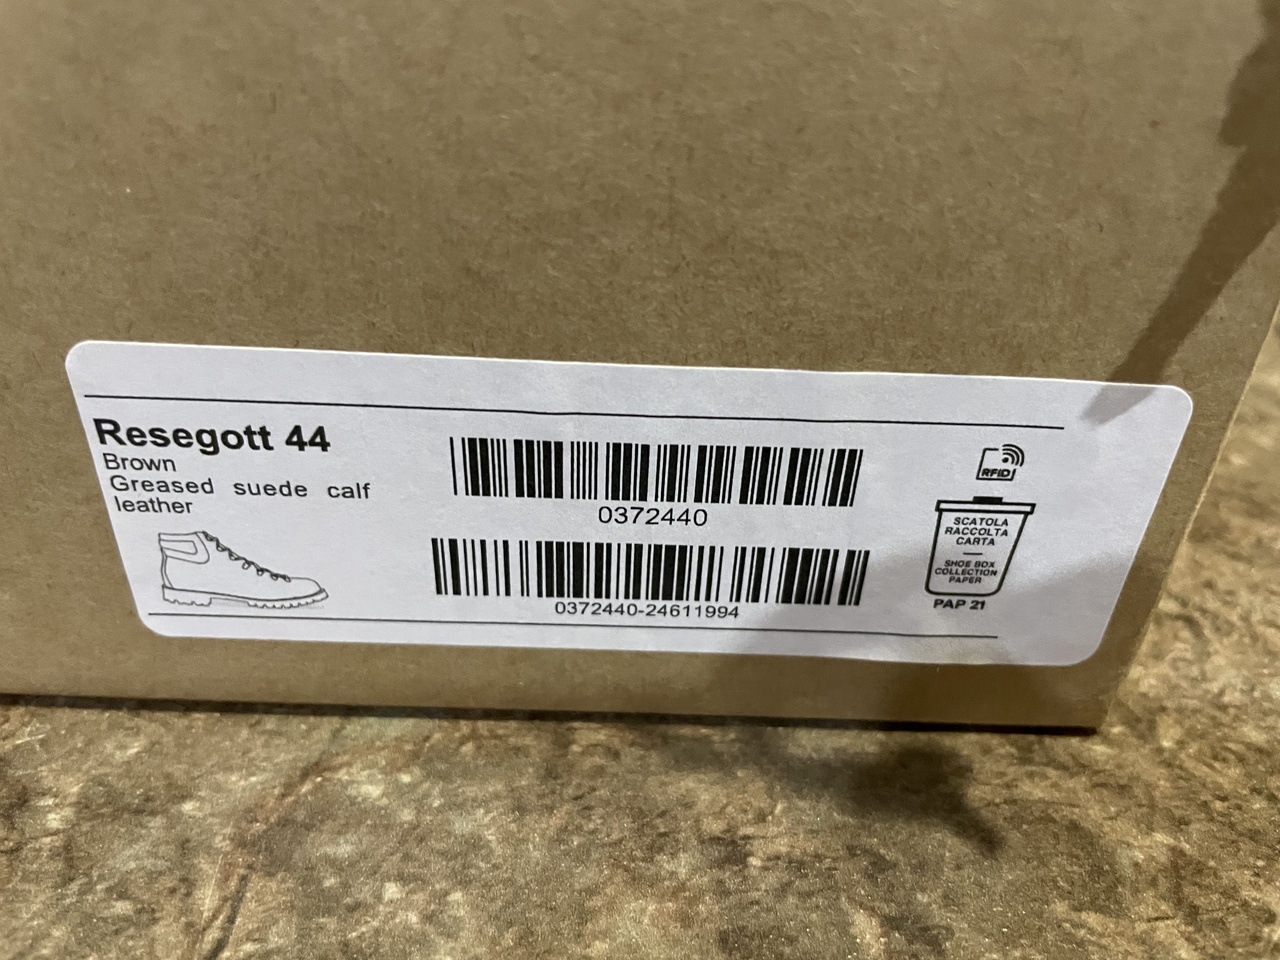 Resegott 44
Brown
Greased suede calf
leather
0372440
0372440-24611994
RFID
SCATOLA
RACCOLTA
CARTA
SHOE BOX
COLLECTION
PAPER
PAP 21